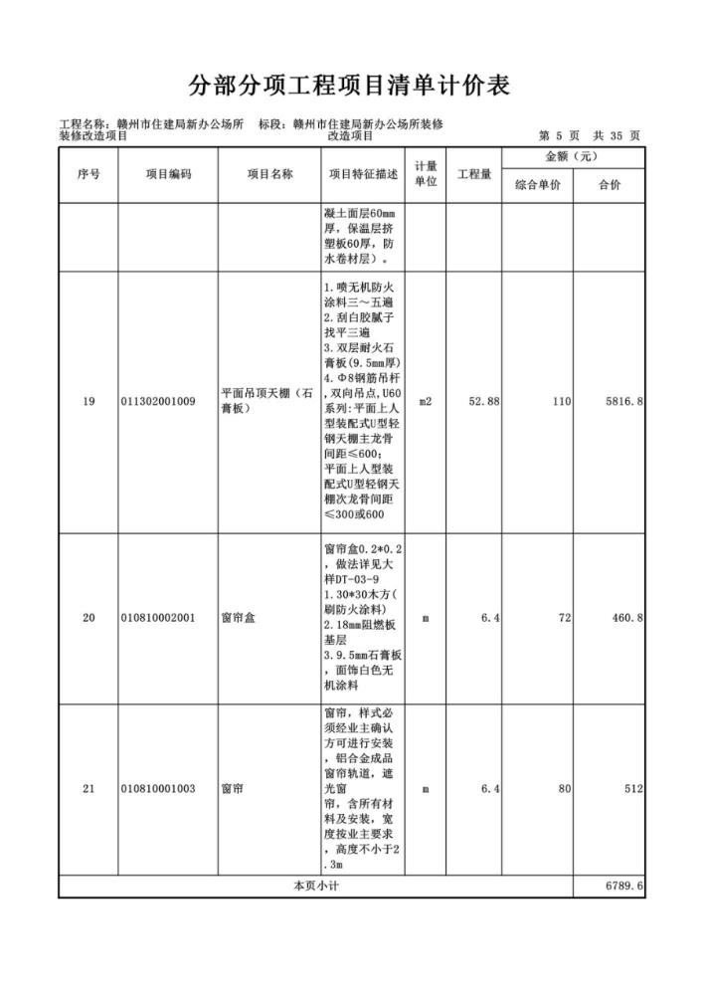 分部分项工程项目清单计价表
工程名称：赣州市住建局新办公场所
装修改造项目
标段：赣州市住建局新办公场所装修
改造项目
第 5 页 共 35 页
序号
项目编码
项目名称
项目特征描述
计量
单位
工程量
金额（元）
综合单价
合价
凝土面层60mm
厚，保温层挤
塑板60厚，防
水卷材层）。
19
011302001009
平面吊顶天棚（石
膏板）
1.喷无机防火
涂料三～五遍
2.刮白胶腻子
找平三遍
3.双层耐火石
膏板(9.5mm厚)
4.Φ8钢筋吊杆
,双向吊点,U60
系列:平面上人
型装配式U型轻
钢天棚主龙骨
间距≤600；
平面上人型装
配式U型轻钢天
棚次龙骨间距
≤300或600
m2
52.88
110
5816.8
20
010810002001
窗帘盒
窗帘盒0.2*0.2
，做法详见大
样DT-03-9
1.30*30木方(
刷防火涂料)
2.18mm阻燃板
基层
3.9.5mm石膏板
，面饰白色无
机涂料
m
6.4
72
460.8
21
010810001003
窗帘
窗帘，样式必
须经业主确认
方可进行安装
，铝合金成品
窗帘轨道，遮
光窗
帘，含所有材
料及安装，宽
度按业主要求
，高度不小于2
.3m
m
6.4
80
512
本页小计
6789.6